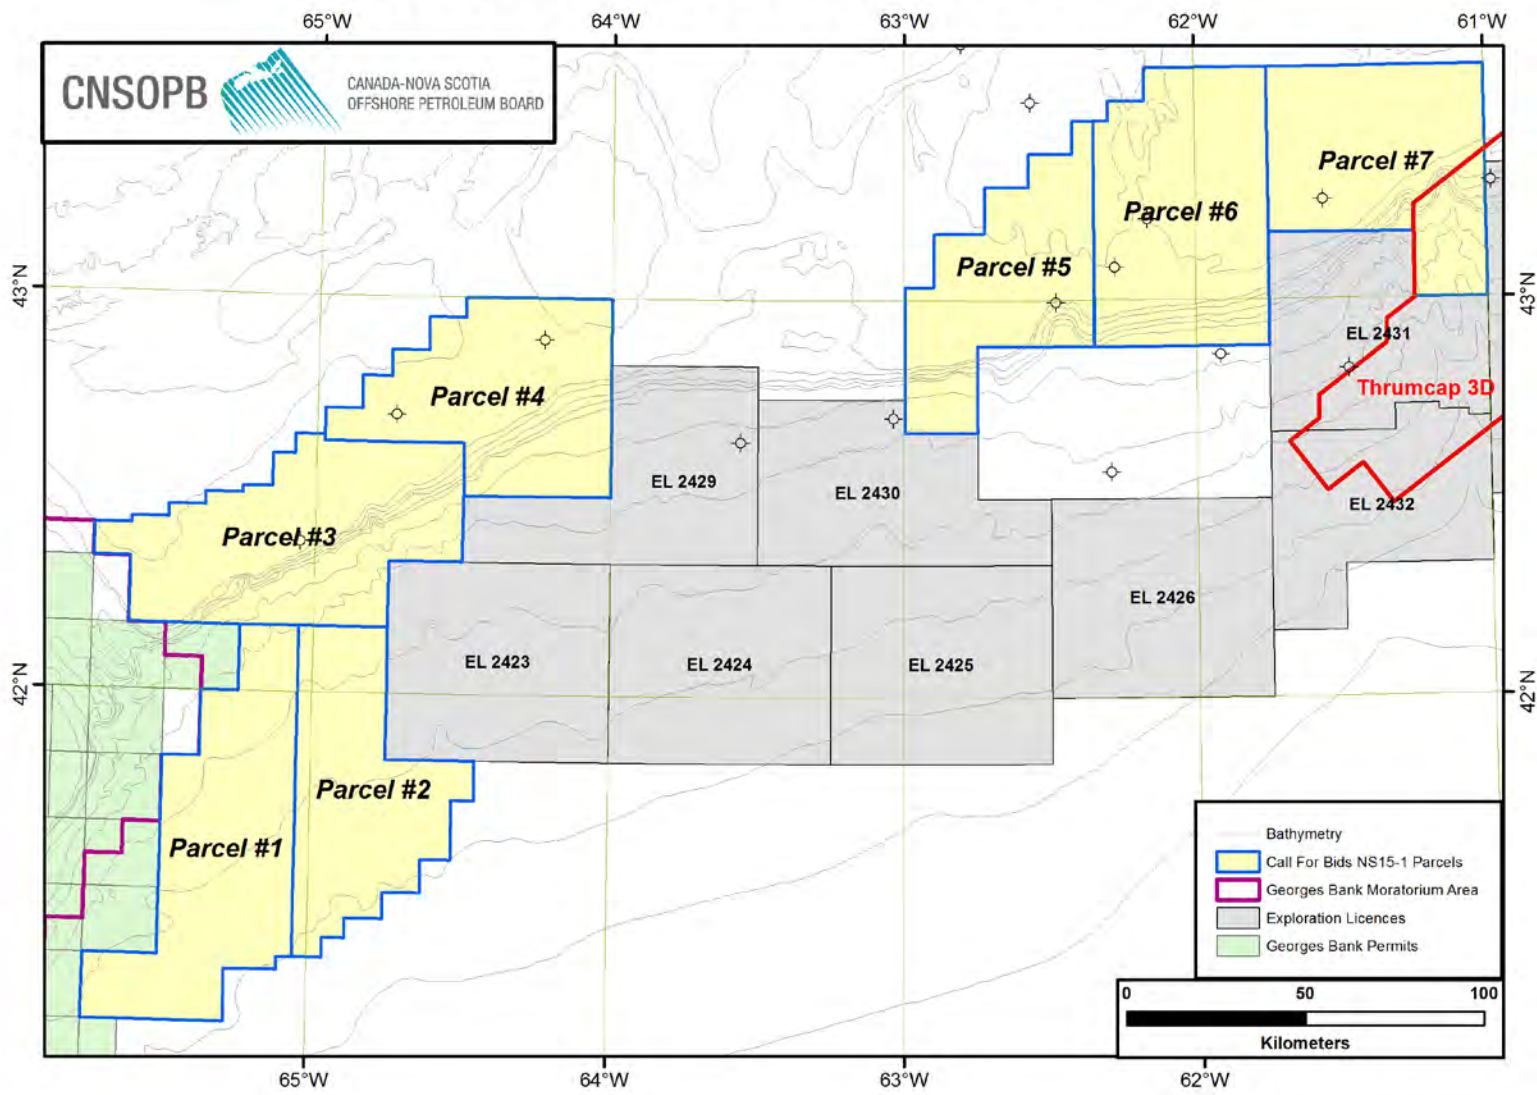 65°W
64°W
63°W
62°W
61°W
CNSOPB
CANADA-NOVA SCOTIA
OFFSHORE PETROLEUM BOARD
Parcel #7
Parcel #6
Parcel #5
43°N
43°N
EL 2431
Thrumcap 3D
Parcel #4
EL 2429
EL 2430
EL 2432
Parcel #3
EL 2426
EL 2423
EL 2424
EL 2425
42°N
42°N
Parcel #2
Parcel #1
Bathymetry
Call For Bids NS15-1 Parcels
Georges Bank Moratorium Area
Exploration Licences
Georges Bank Permits
0
50
100
Kilometers
65°W
64°W
63°W
62°W